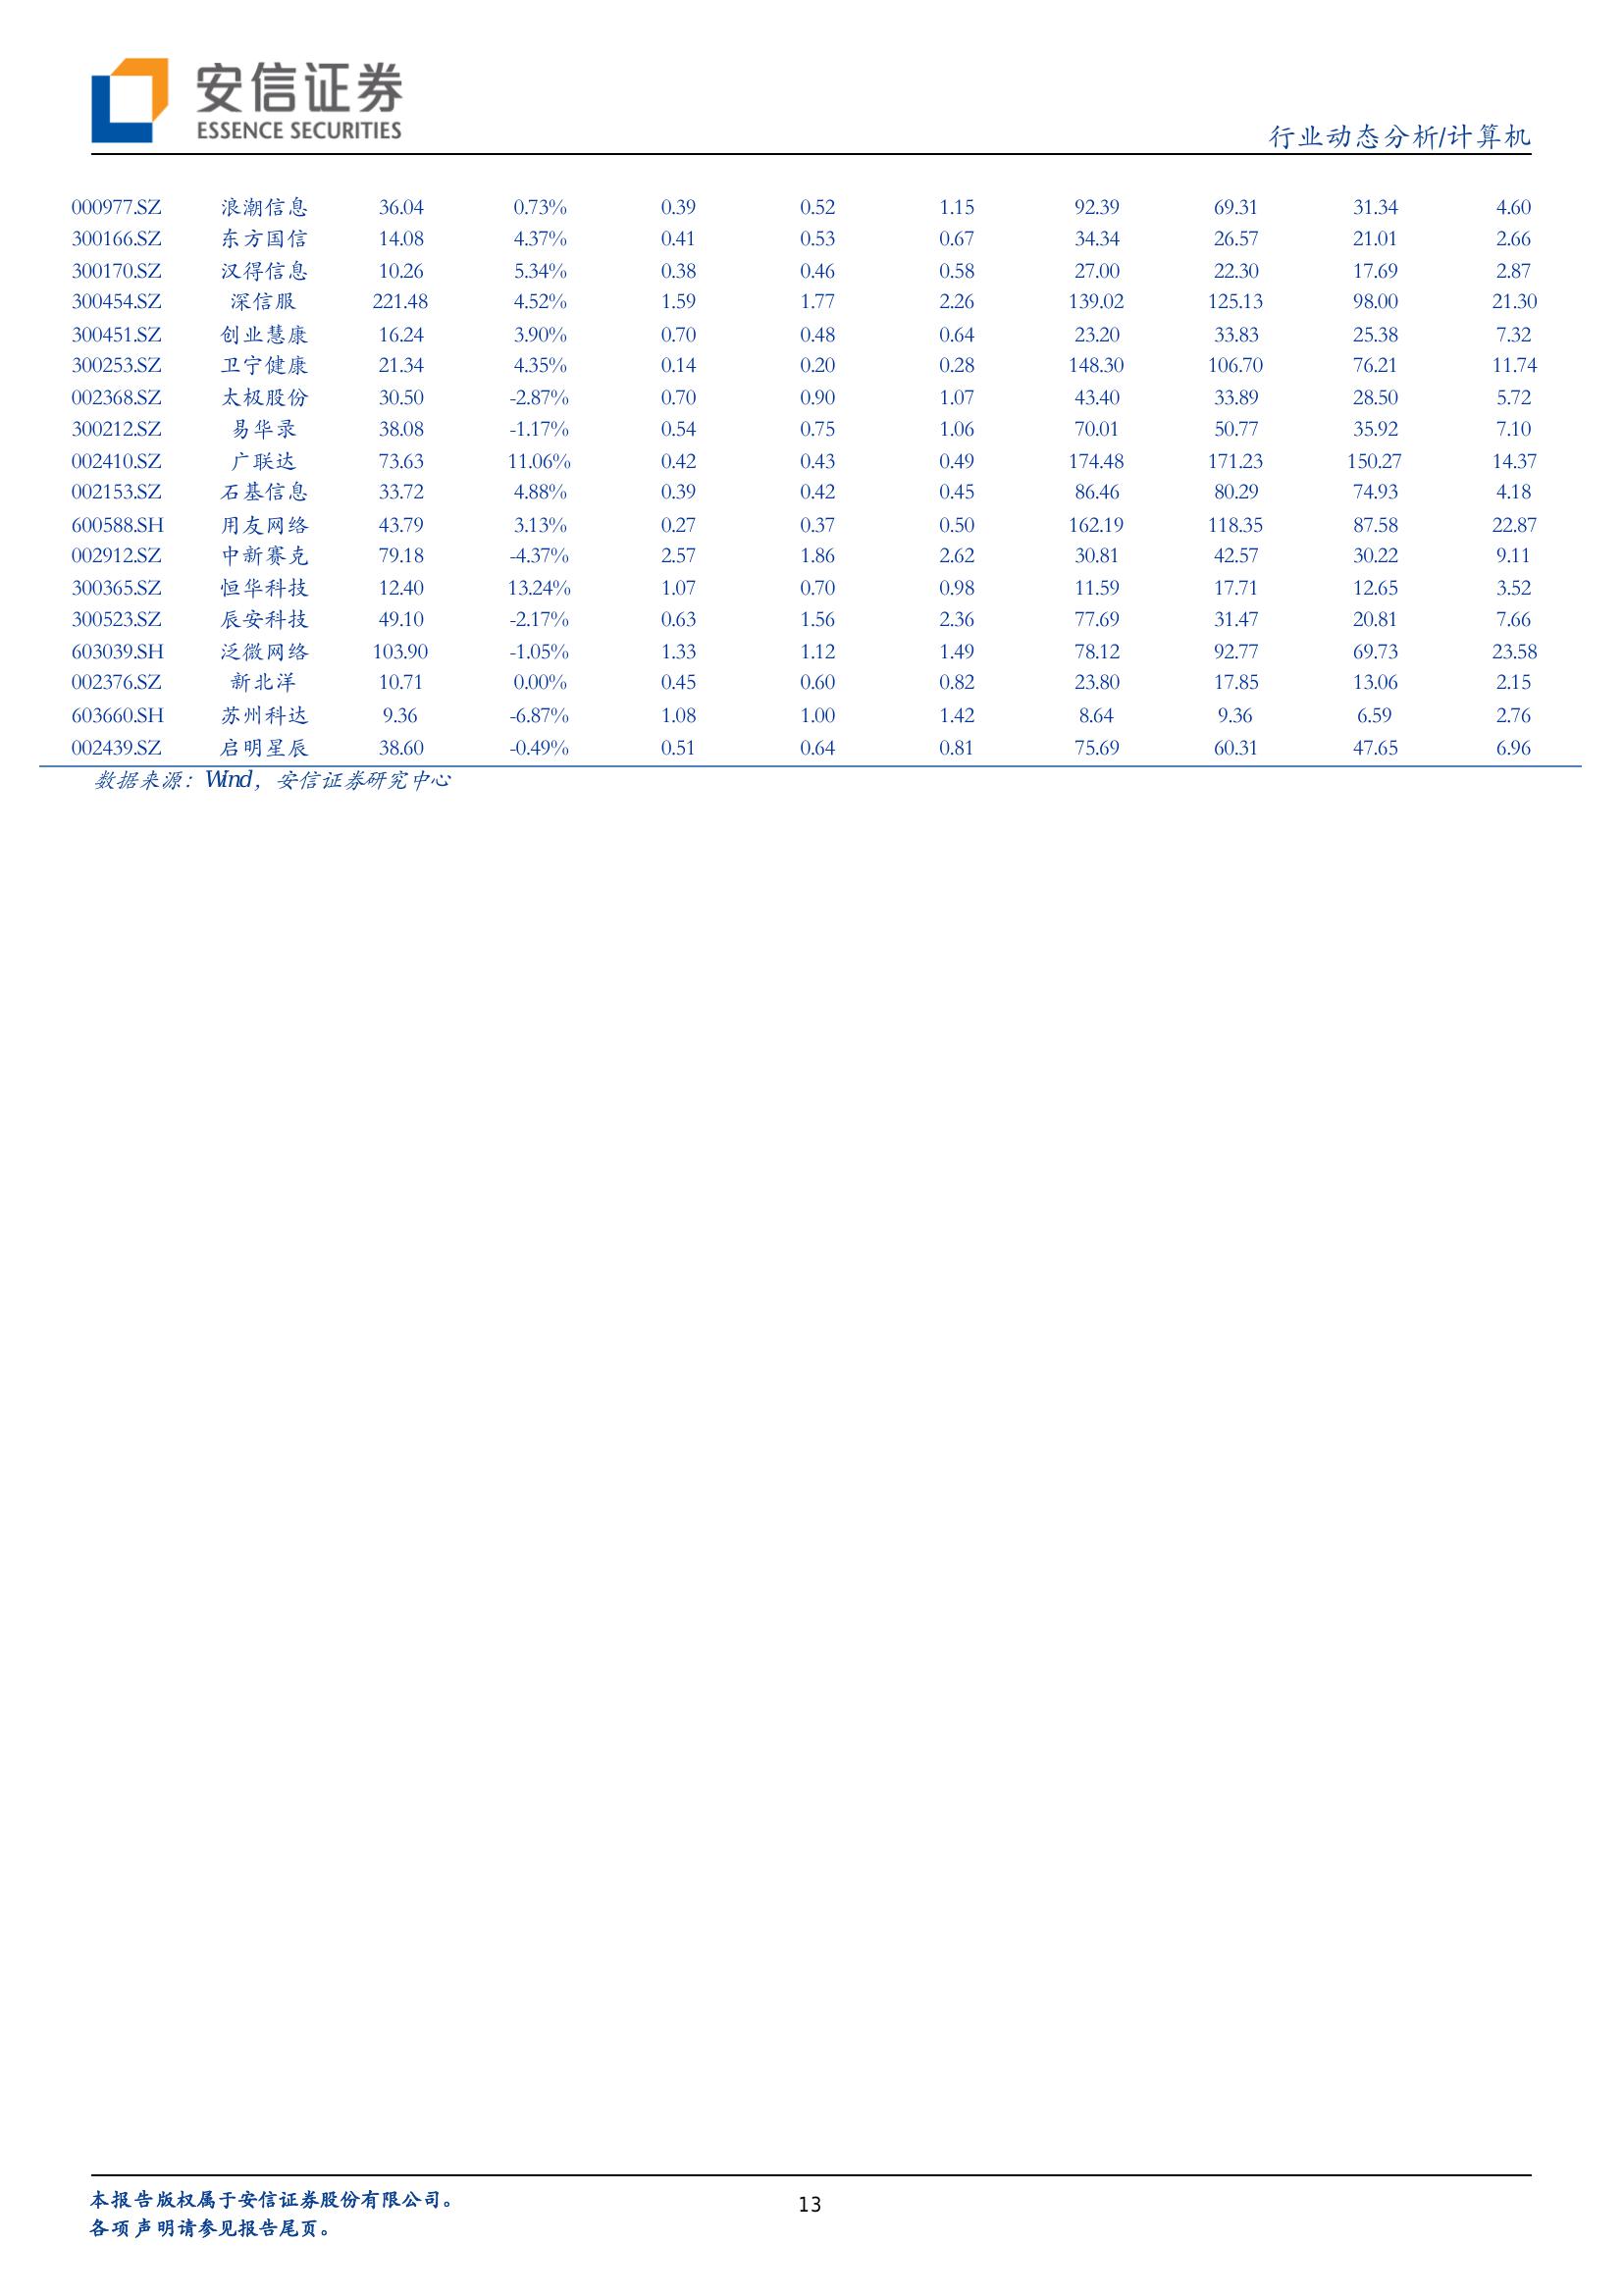 安信证券
ESSENCE SECURITIES
行业动态分析/计算机
000977.SZ 浪潮信息 36.04 0.73% 0.39 0.52 1.15 92.39 69.31 31.34 4.60
300166.SZ 东方国信 14.08 4.37% 0.41 0.53 0.67 34.34 26.57 21.01 2.66
300170.SZ 汉得信息 10.26 5.34% 0.38 0.46 0.58 27.00 22.30 17.69 2.87
300454.SZ 深信服 221.48 4.52% 1.59 1.77 2.26 139.02 125.13 98.00 21.30
300451.SZ 创业慧康 16.24 3.90% 0.70 0.48 0.64 23.20 33.83 25.38 7.32
300253.SZ 卫宁健康 21.34 4.35% 0.14 0.20 0.28 148.30 106.70 76.21 11.74
002368.SZ 太极股份 30.50 -2.87% 0.70 0.90 1.07 43.40 33.89 28.50 5.72
300212.SZ 易华录 38.08 -1.17% 0.54 0.75 1.06 70.01 50.77 35.92 7.10
002410.SZ 广联达 73.63 11.06% 0.42 0.43 0.49 174.48 171.23 150.27 14.37
002153.SZ 石基信息 33.72 4.88% 0.39 0.42 0.45 86.46 80.29 74.93 4.18
600588.SH 用友网络 43.79 3.13% 0.27 0.37 0.50 162.19 118.35 87.58 22.87
002912.SZ 中新赛克 79.18 -4.37% 2.57 1.86 2.62 30.81 42.57 30.22 9.11
300365.SZ 恒华科技 12.40 13.24% 1.07 0.70 0.98 11.59 17.71 12.65 3.52
300523.SZ 辰安科技 49.10 -2.17% 0.63 1.56 2.36 77.69 31.47 20.81 7.66
603039.SH 泛微网络 103.90 -1.05% 1.33 1.12 1.49 78.12 92.77 69.73 23.58
002376.SZ 新北洋 10.71 0.00% 0.45 0.60 0.82 23.80 17.85 13.06 2.15
603660.SH 苏州科达 9.36 -6.87% 1.08 1.00 1.42 8.64 9.36 6.59 2.76
002439.SZ 启明星辰 38.60 -0.49% 0.51 0.64 0.81 75.69 60.31 47.65 6.96
数据来源：Wind，安信证券研究中心
本报告版权属于安信证券股份有限公司。
13
各项声明请参见报告尾页。